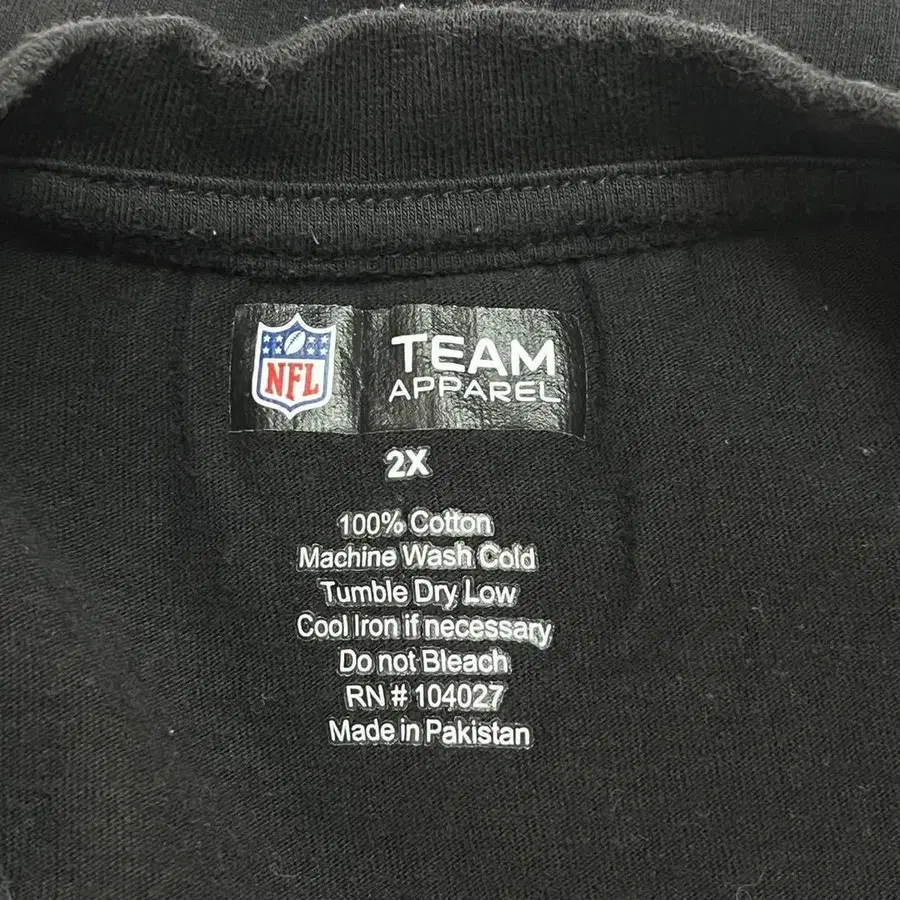 NFL
TEAM
APPAREL
2X
100% Cotton
Machine Wash Cold
Tumble Dry Low
Cool Iron if necessary
Do not Bleach
RN # 104027
Made in Pakistan